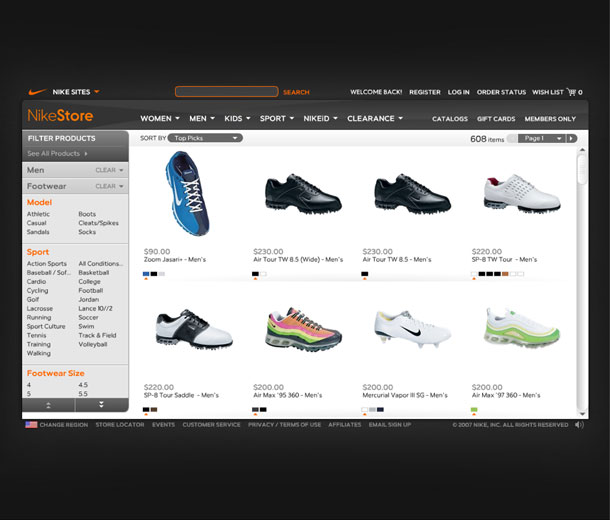 NIKE SITES
SEARCH
WELCOME BACK! REGISTER LOG IN ORDER STATUS WISH LIST 0
NikeStore
WOMEN MEN KIDS SPORT NIKEiD CLEARANCE
CATALOGS GIFT CARDS MEMBERS ONLY
FILTER PRODUCTS
See All Products
Men CLEAR
Footwear CLEAR
Model
Athletic Boots
Casual Cleats/Spikes
Sandals Socks
Sport
Action Sports All Conditions...
Baseball / Sof... Basketball
Cardio College
Cycling Football
Golf Jordan
Lacrosse Lance 10//2
Running Soccer
Sport Culture Swim
Tennis Track & Field
Training Volleyball
Walking
Footwear Size
4 4.5
5 5.5
SORT BY Top Picks
608 items Page 1
$90.00
Zoom Jasari+ - Men's
$230.00
Air Tour TW 8.5 (Wide) - Men's
$230.00
Air Tour TW 8.5 - Men's
$220.00
SP-8 TW Tour - Men's
$220.00
SP-8 Tour Saddle - Men's
$200.00
Air Max '95 360 - Men's
$200.00
Mercurial Vapor III SG - Men's
$200.00
Air Max '97 360 - Men's
CHANGE REGION STORE LOCATOR EVENTS CUSTOMER SERVICE PRIVACY / TERMS OF USE AFFILIATES EMAIL SIGN UP
© 2007 NIKE, INC. ALL RIGHTS RESERVED